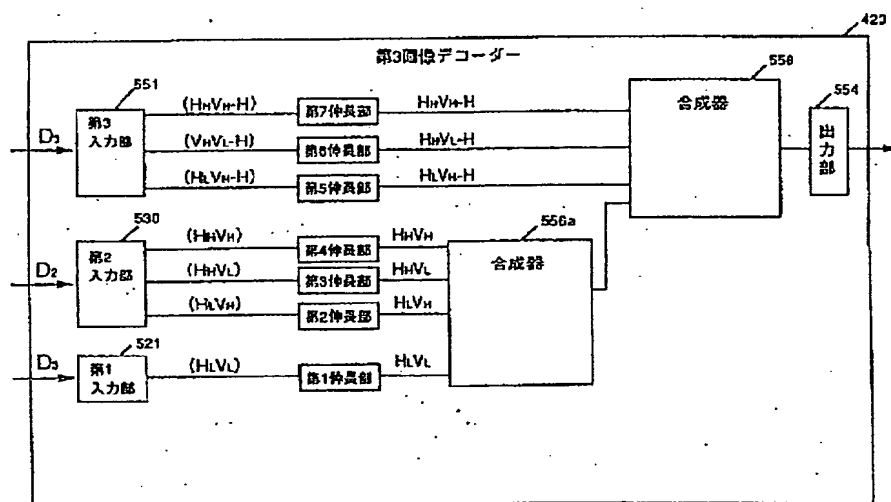 423
第3画像デコーダー
551
第3
入力部
D3
(HHVH-H)
第7伸長部
HHVH-H
(VHVL-H)
第6伸長部
HHVL-H
(HLVH-H)
第5伸長部
HLVH-H
556
合成器
554
出力部
530
第2
入力部
D2
(HHVH)
第4伸長部
HHVH
(HHVL)
第3伸長部
HHVL
(HLVH)
第2伸長部
HLVH
556a
合成器
521
第1
入力部
D3
(HLVL)
第1伸長部
HLVL